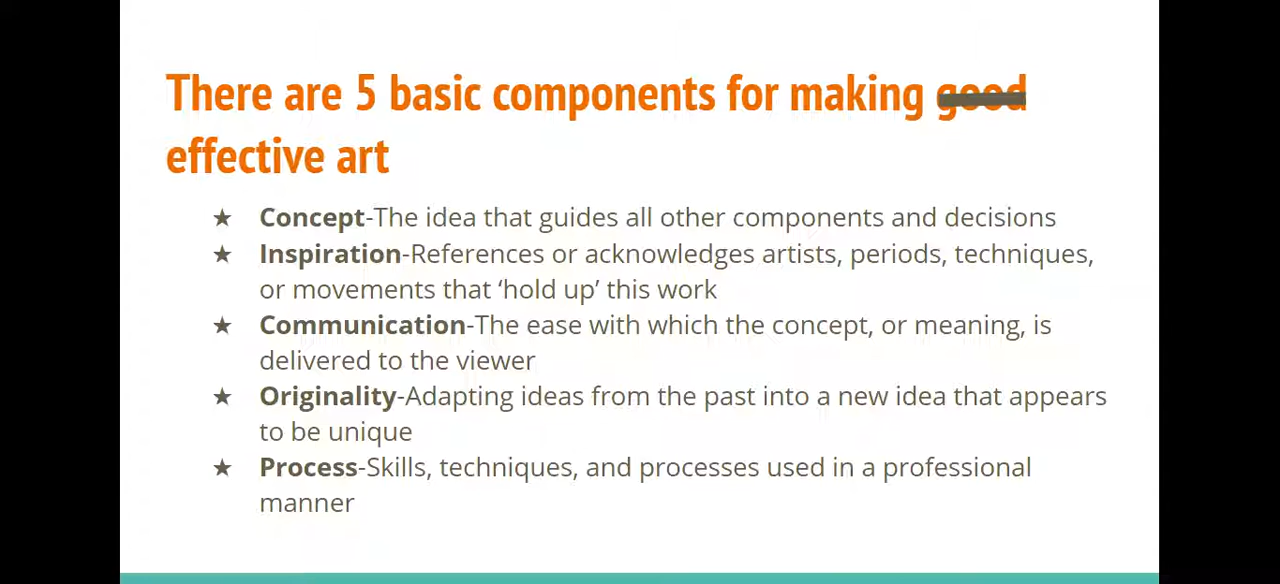 There are 5 basic components for making good
effective art
★ Concept-The idea that guides all other components and decisions
★ Inspiration-References or acknowledges artists, periods, techniques,
or movements that ‘hold up’ this work
★ Communication-The ease with which the concept, or meaning, is
delivered to the viewer
★ Originality-Adapting ideas from the past into a new idea that appears
to be unique
★ Process-Skills, techniques, and processes used in a professional
manner